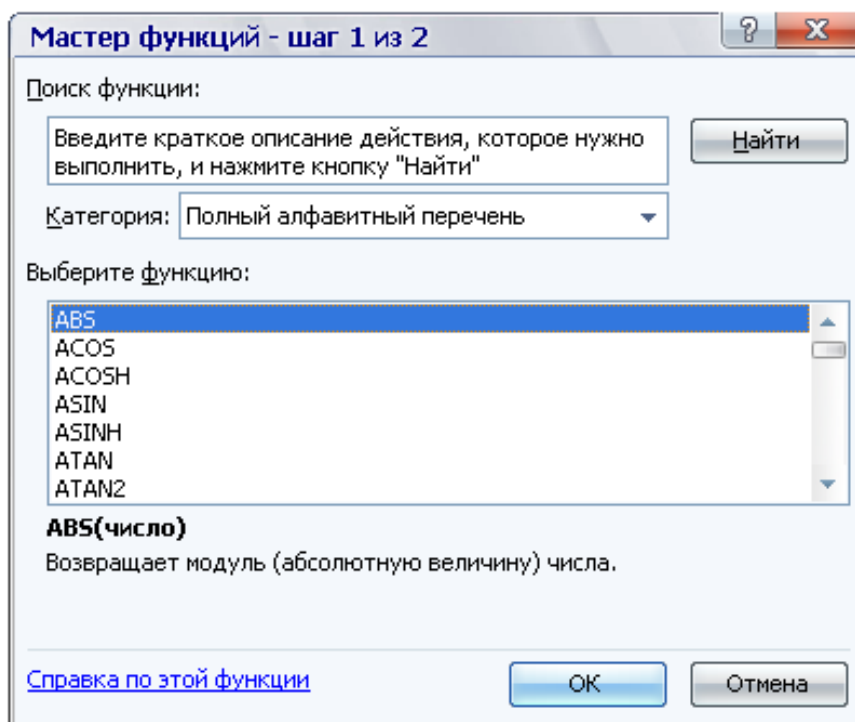 Мастер функций - шаг 1 из 2
?
X
Поиск функции:
Введите краткое описание действия, которое нужно
выполнить, и нажмите кнопку "Найти"
Найти
Категория: Полный алфавитный перечень
Выберите функцию:
ABS
ACOS
ACOSH
ASIN
ASINH
ATAN
ATAN2
ABS(число)
Возвращает модуль (абсолютную величину) числа.
Справка по этой функции
ОК
Отмена